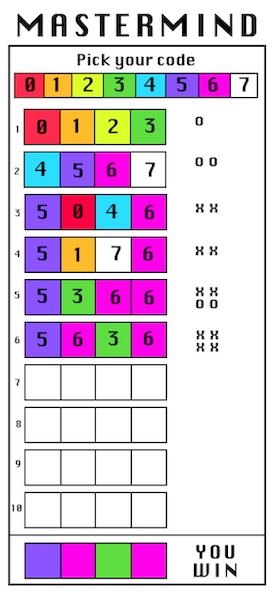 MASTERMIND
Pick your code
0 1 2 3 4 5 6 7
1 0 1 2 3 O
2 4 5 6 7 O O
3 5 0 4 6 X X
4 5 1 7 6 X X
5 5 3 6 6 X X
O O
6 5 6 3 6 X X
X X
7
8
9
10
YOU
WIN